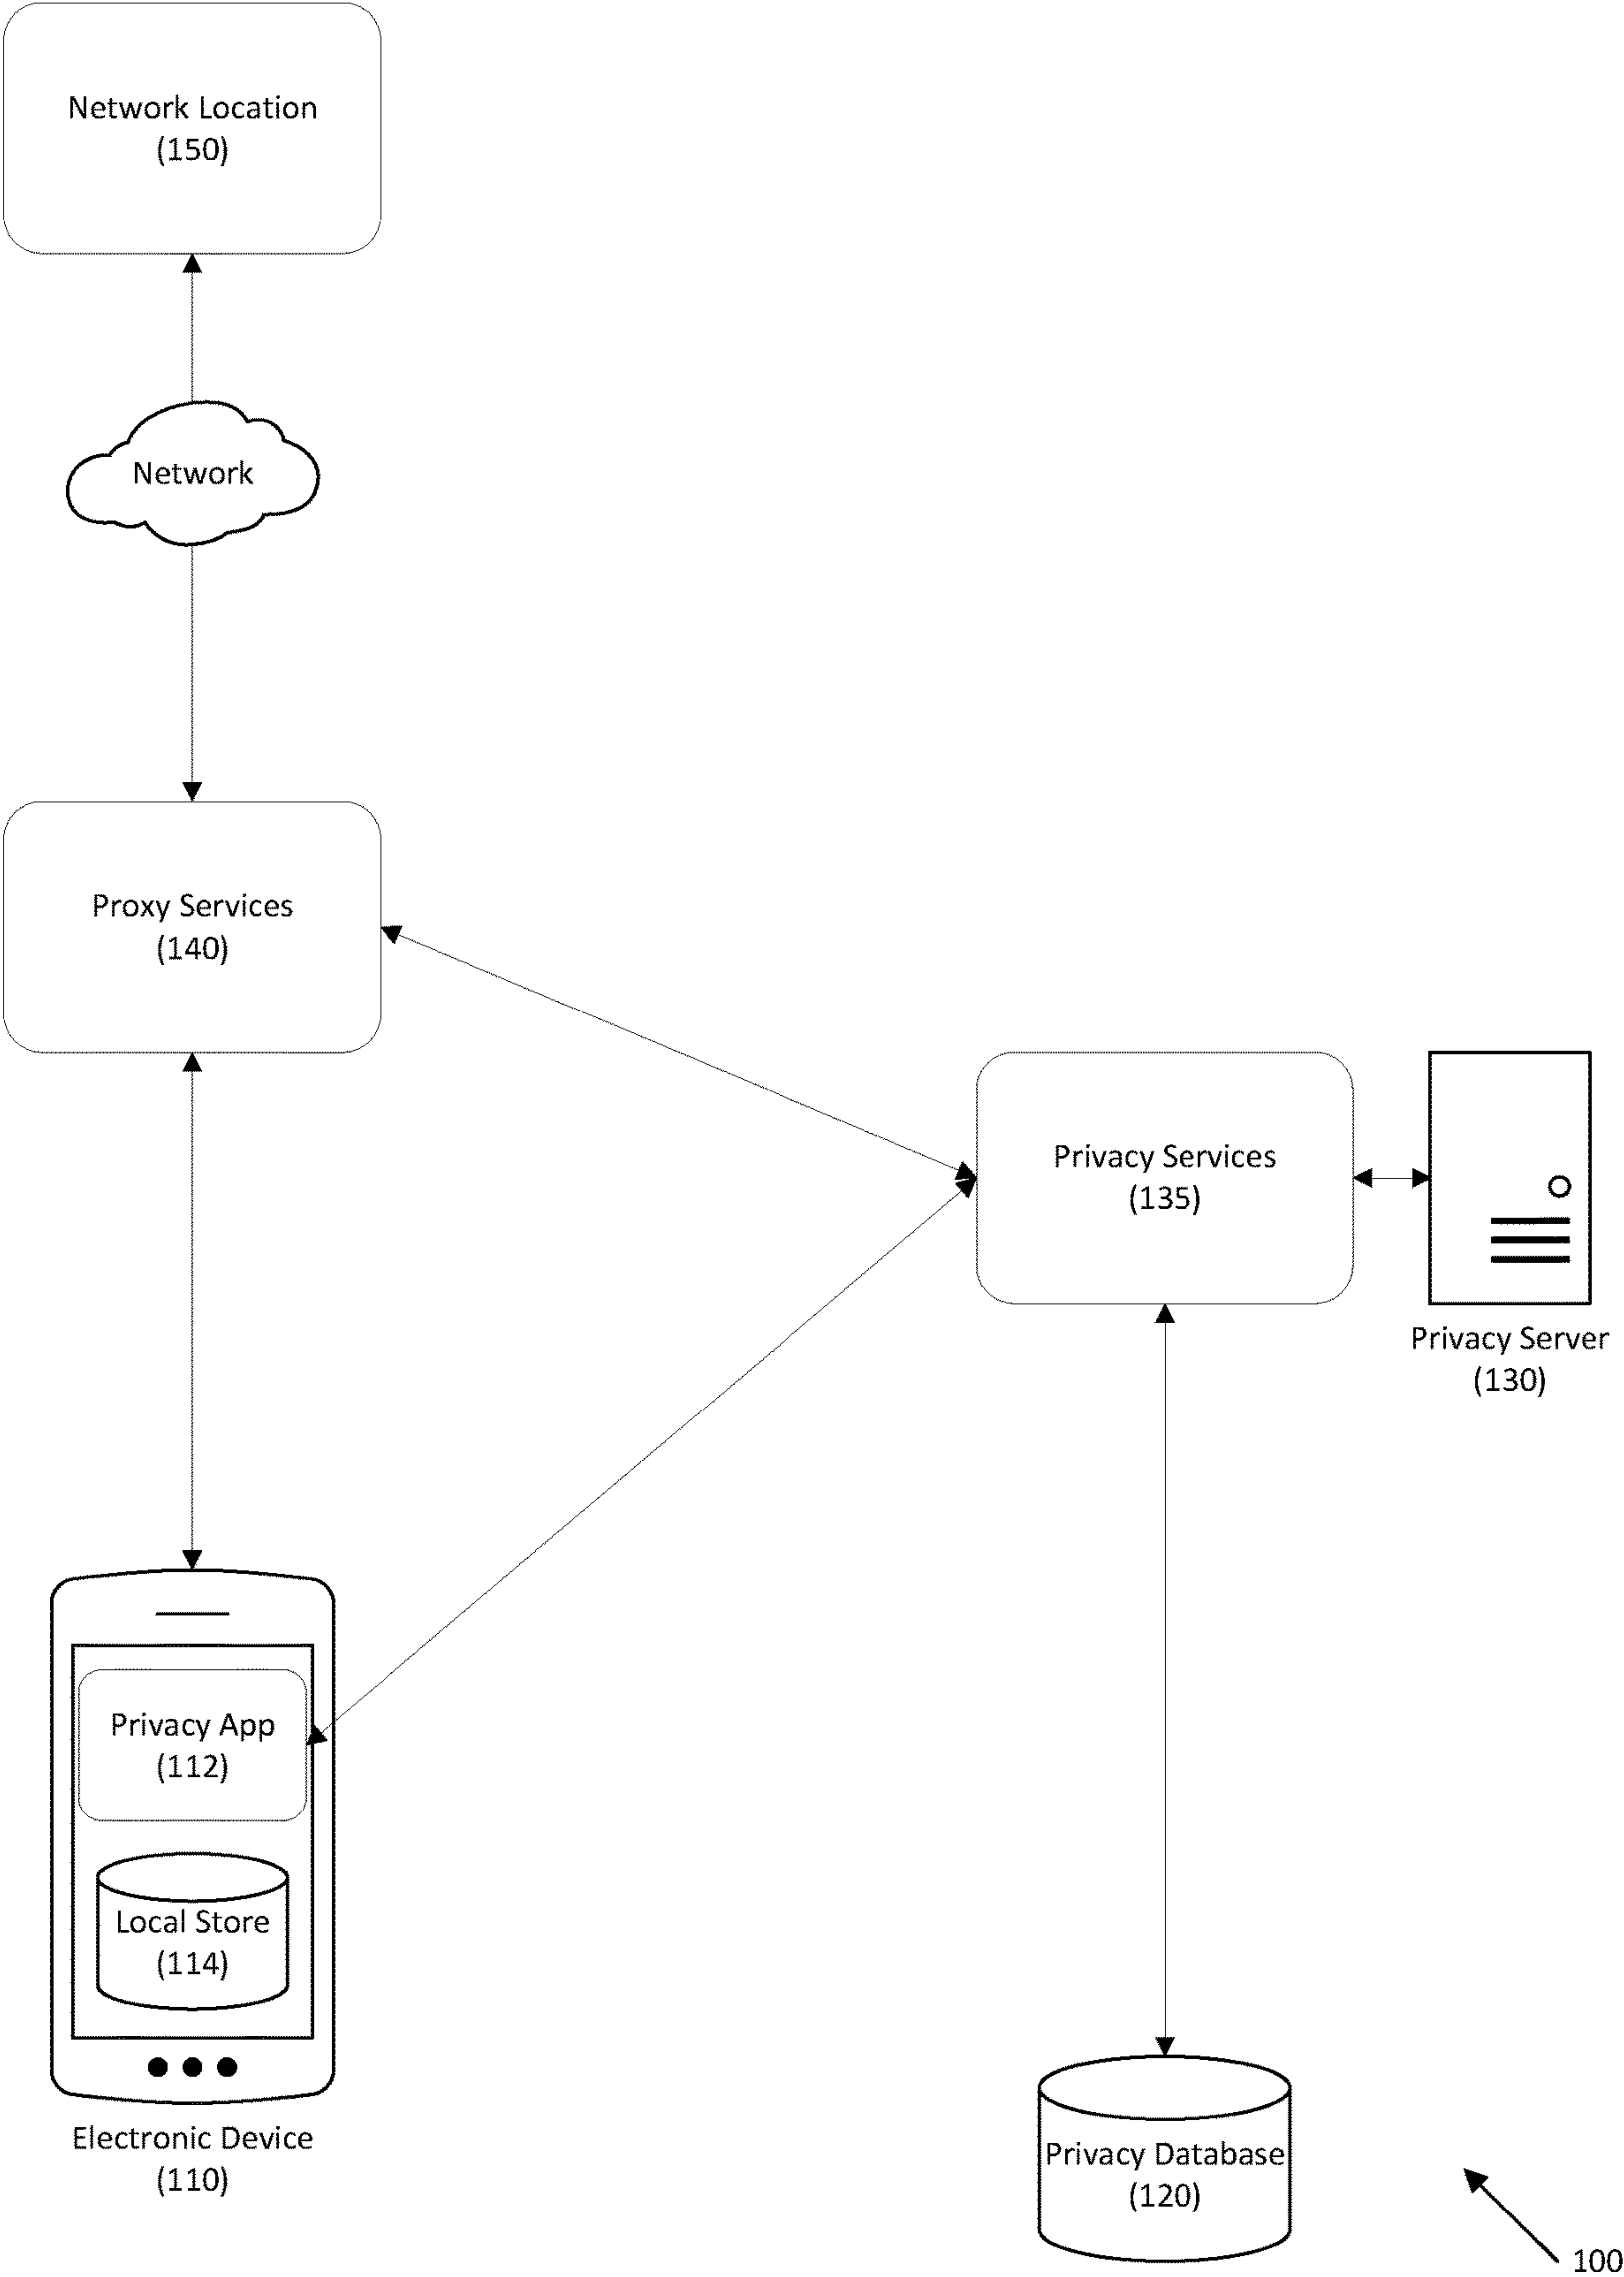 Network Location
(150)
Network
Proxy Services
(140)
Privacy Services
(135)
Privacy Server
(130)
Privacy App
(112)
Local Store
(114)
Electronic Device
(110)
Privacy Database
(120)
100